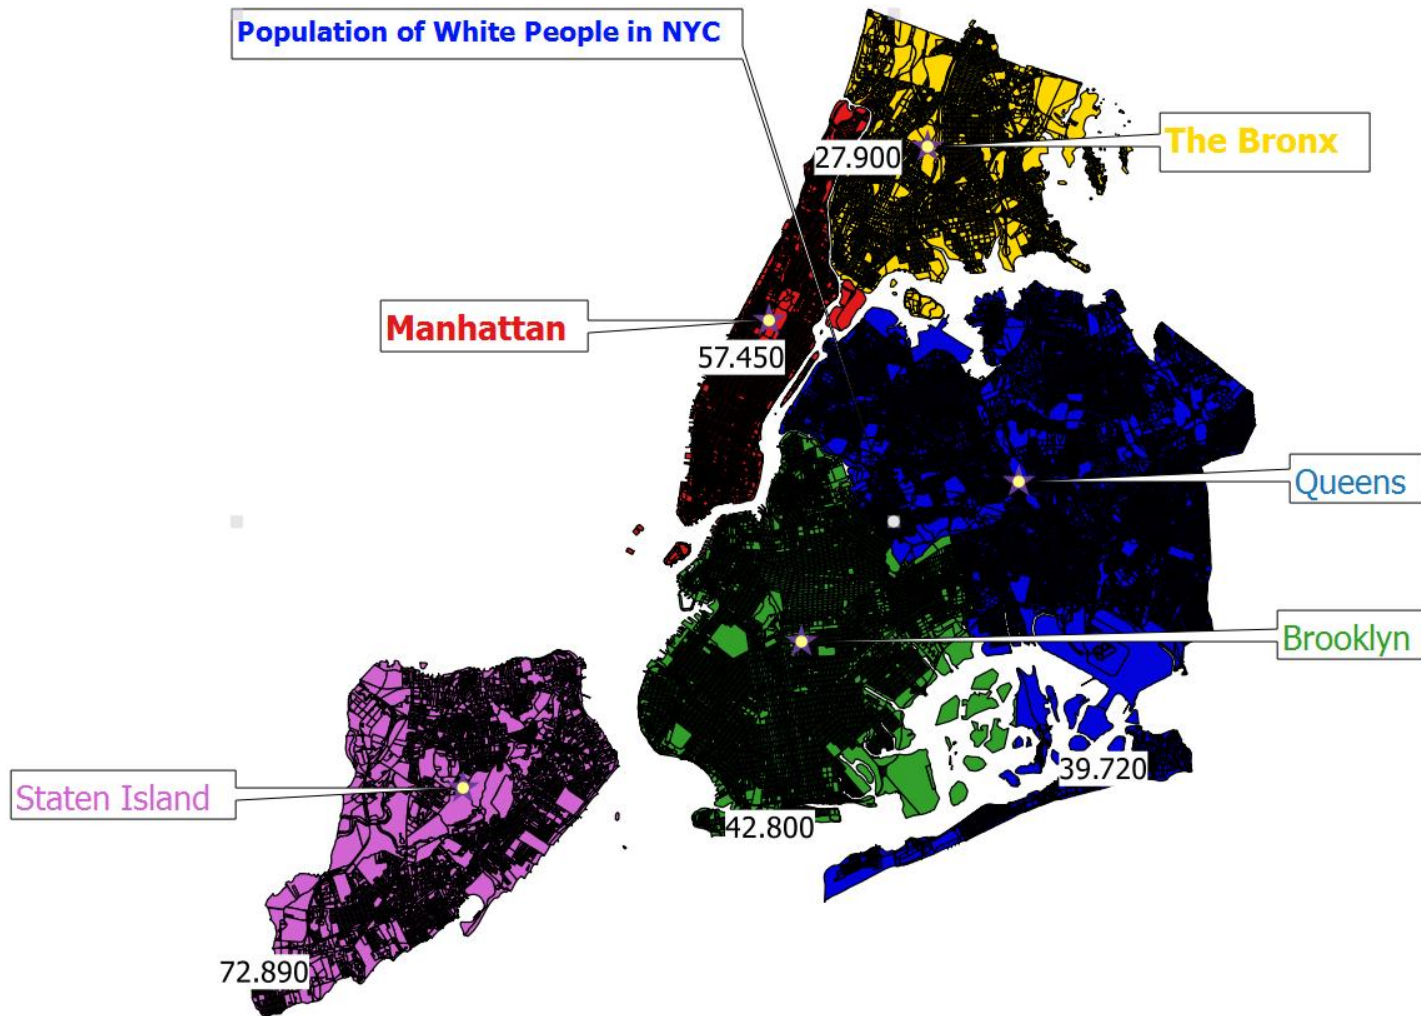 Population of White People in NYC
The Bronx
27.900
Manhattan
57.450
Queens
Brooklyn
39.720
Staten Island
42.800
72.890